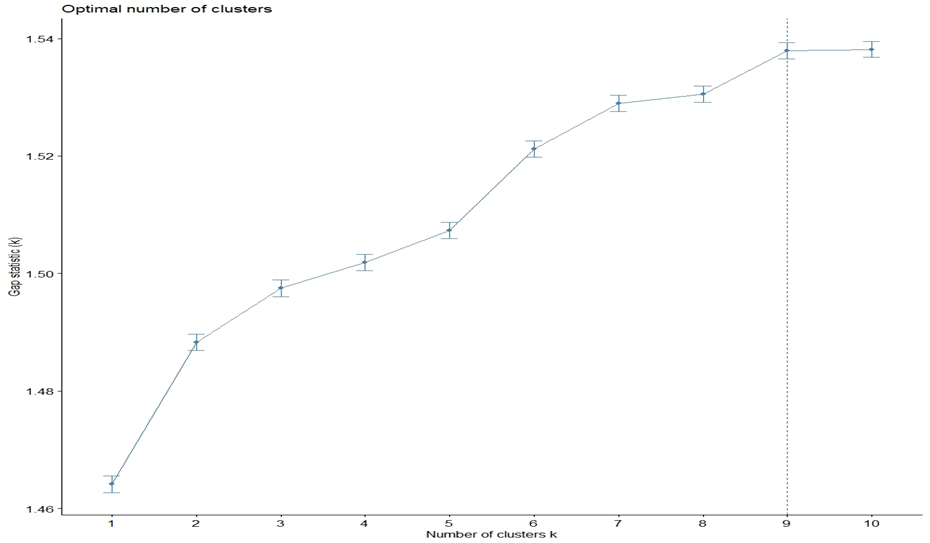 Optimal number of clusters
Gap statistic (k)
1.54
1.52
1.50
1.48
1.46
1 2 3 4 5 6 7 8 9 10
Number of clusters k